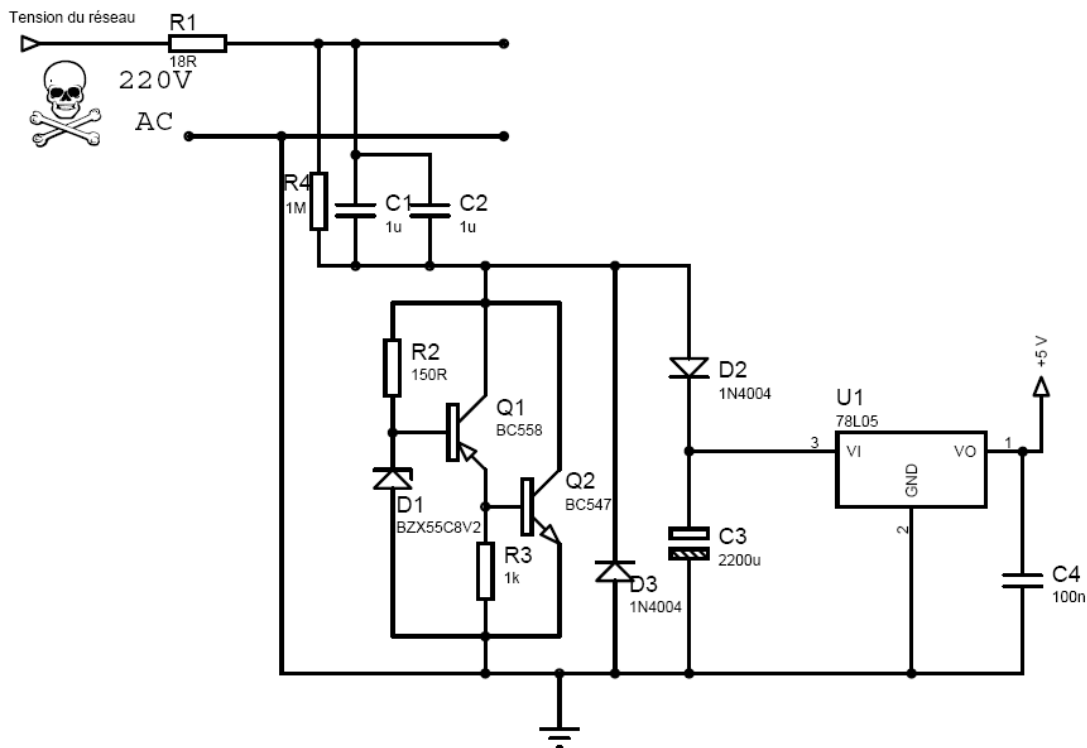 Tension du réseau
R1
18R
220V
AC
R4
1M
C1
1u
C2
1u
R2
150R
Q1
BC558
D1
BZX55C8V2
Q2
BC547
R3
1k
D3
1N4004
D2
1N4004
C3
2200u
U1
78L05
3
VI
VO
1
GND
2
+5 V
C4
100n